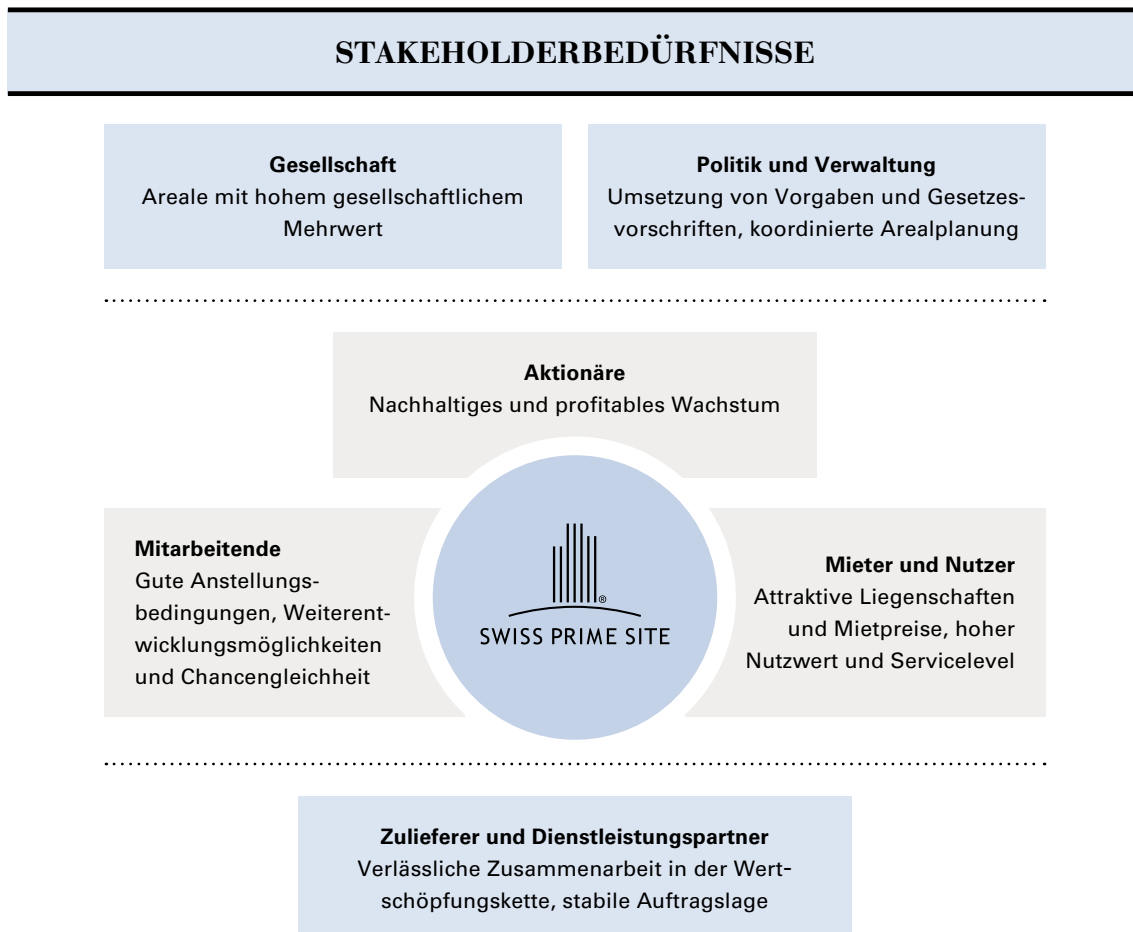 STAKEHOLDERBEDÜRFNISSE
Gesellschaft
Areale mit hohem gesellschaftlichem
Mehrwert
Politik und Verwaltung
Umsetzung von Vorgaben und Gesetzes-
vorschriften, koordinierte Arealplanung
Aktionäre
Nachhaltiges und profitables Wachstum
Mitarbeitende
Gute Anstellungs-
bedingungen, Weiterent-
wicklungsmöglichkeiten
und Chancengleichheit
®
SWISS PRIME SITE
Mieter und Nutzer
Attraktive Liegenschaften
und Mietpreise, hoher
Nutzwert und Servicelevel
Zulieferer und Dienstleistungspartner
Verlässliche Zusammenarbeit in der Wert-
schöpfungskette, stabile Auftragslage